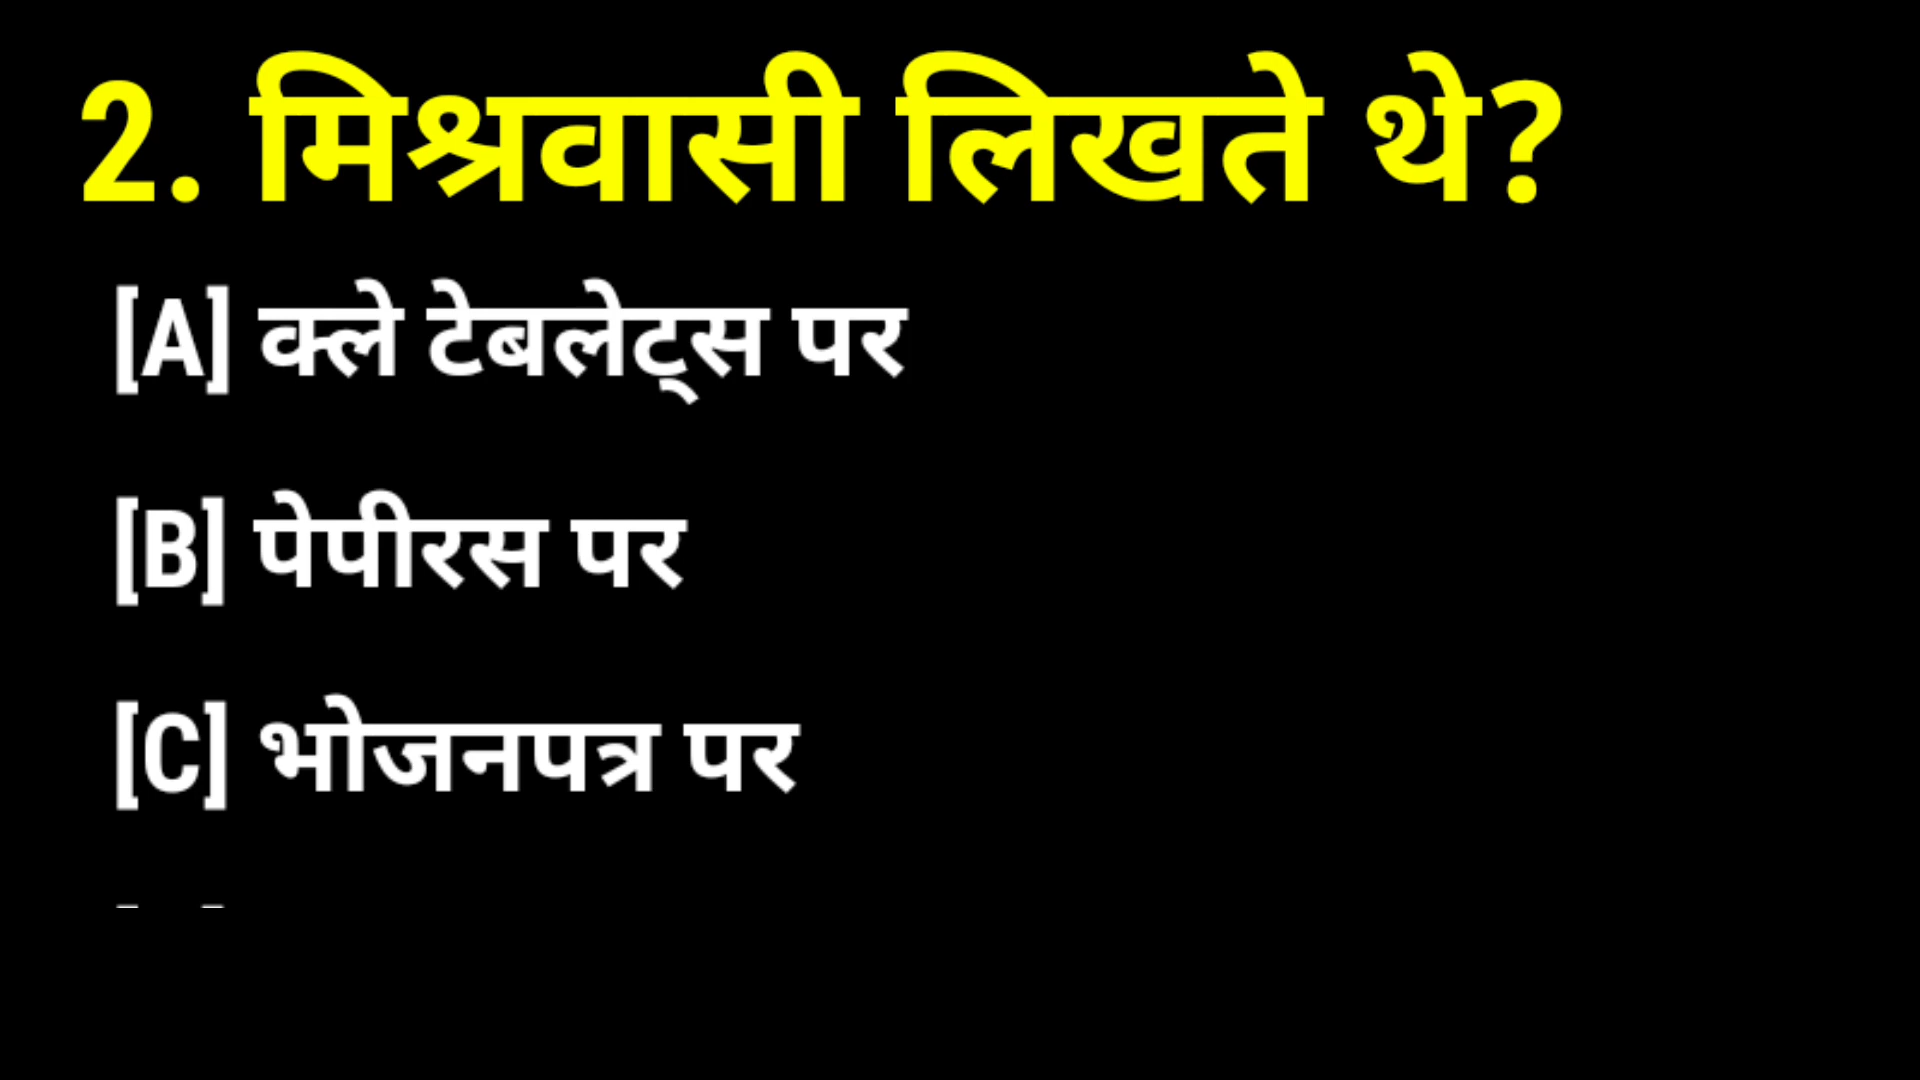 2. मिश्रवासी लिखते थे?
[A] क्ले टेबलेट्स पर
[B] पेपीरस पर
[C] भोजनपत्र पर